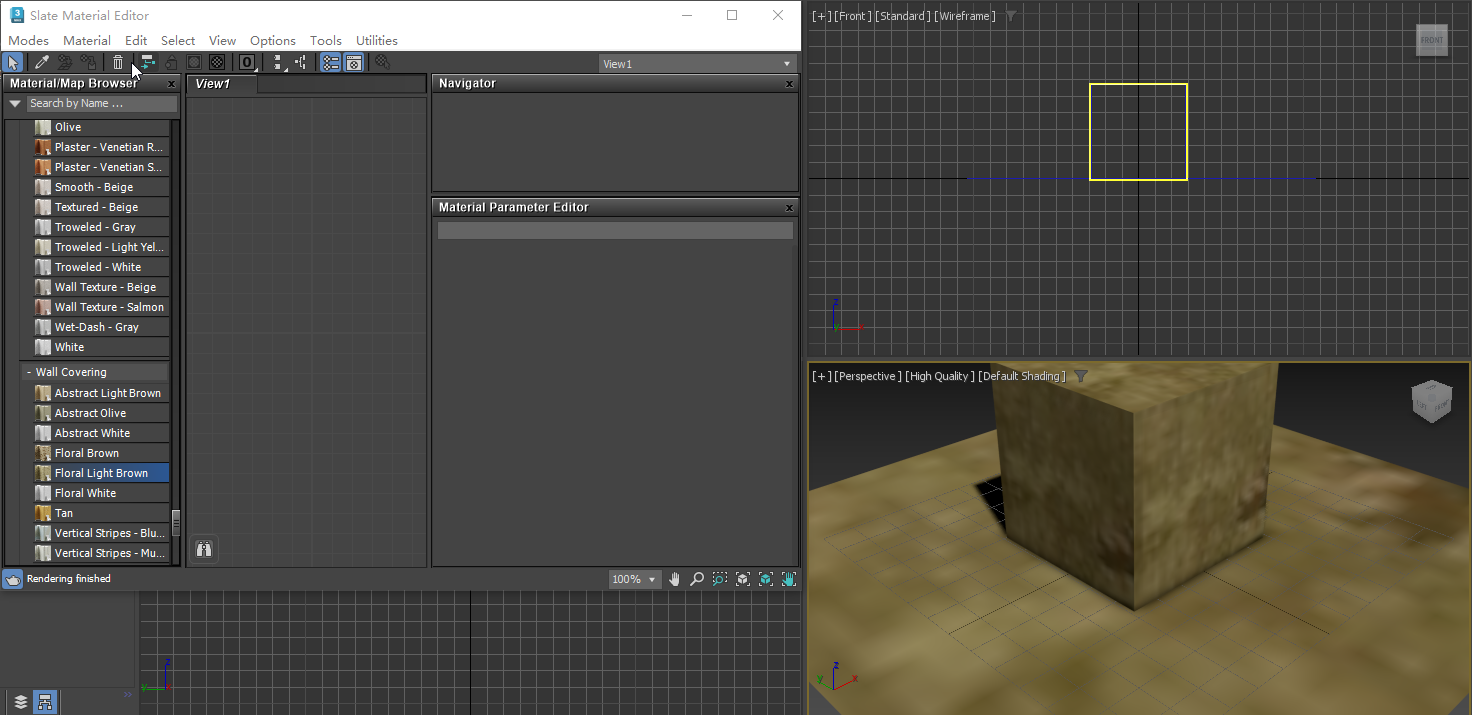 Slate Material Editor
Modes Material Edit Select View Options Tools Utilities
View1
Material/Map Browser x
Search by Name ...
Olive
Plaster - Venetian R...
Plaster - Venetian S...
Smooth - Beige
Textured - Beige
Troweled - Gray
Troweled - Light Yel...
Troweled - White
Wall Texture - Beige
Wall Texture - Salmon
Wet-Dash - Gray
White
- Wall Covering
Abstract Light Brown
Abstract Olive
Abstract White
Floral Brown
Floral Light Brown
Floral White
Tan
Vertical Stripes - Blu...
Vertical Stripes - Mu...
Rendering finished
View1
Navigator x
Material Parameter Editor x
100%
[+] [Front] [Standard] [Wireframe]
FRONT
z
y x
[+] [Perspective] [High Quality] [Default Shading]
LEFT FRONT
z
y x
z
y x